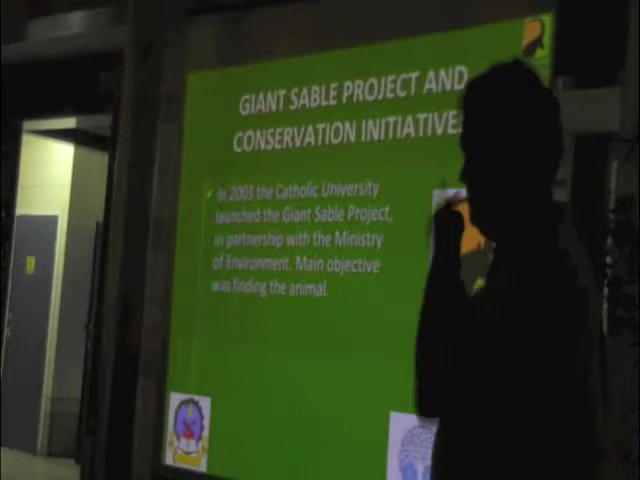 GIANT SABLE PROJECT AND
CONSERVATION INITIATIVE
In 2003 the Catholic University
launched the Giant Sable Project,
in partnership with the Ministry
of Environment. Main objective
was finding the animal.